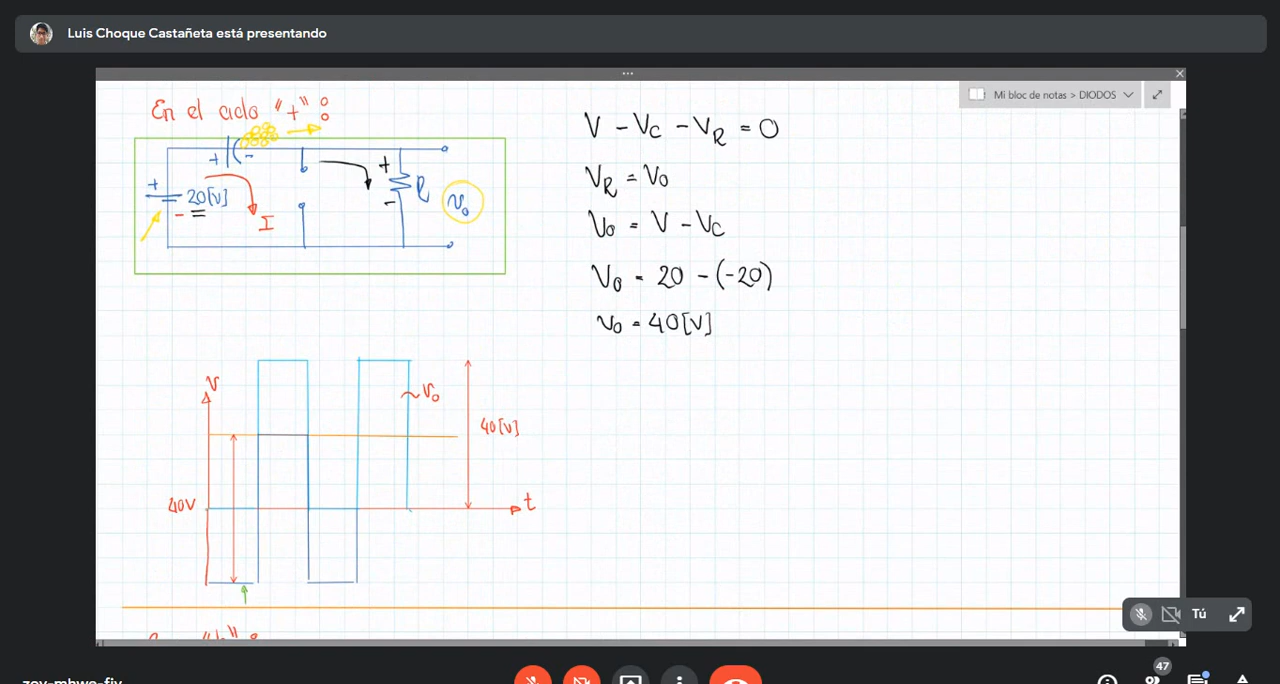 Luis Choque Castañeta está presentando
Mi bloc de notas > DIODOS
En el ciclo "+" :
+ -
+ 20[V] -
I
+ R -
Vo
V - VC - VR = 0
VR = Vo
Vo = V - VC
Vo = 20 - (-20)
Vo = 40[V]
V
Vo
40[V]
40V
t
Tú
47